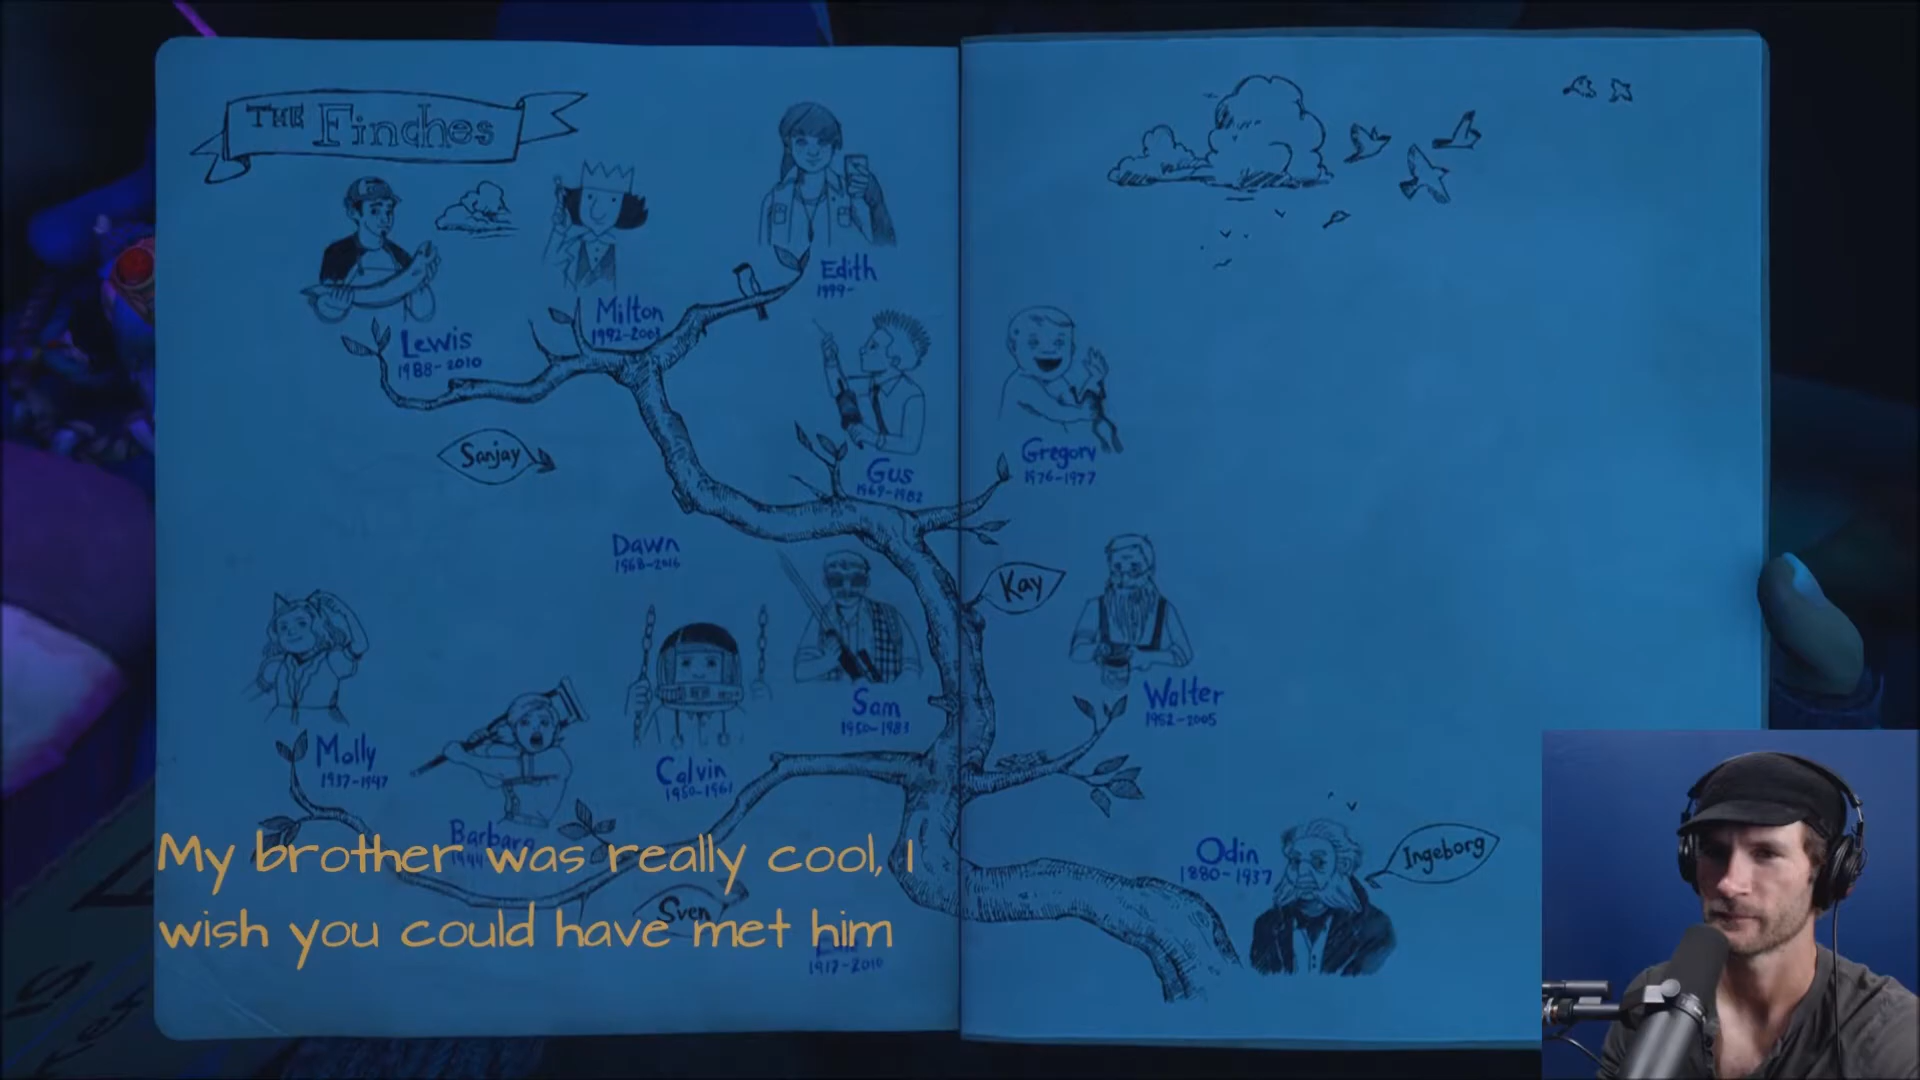 THE Finches
Edith
1999-
Milton
1992-2003
Lewis
1988-2010
Sanjay
Gus
1969-1982
Gregory
1976-1977
Dawn
1968-2016
Kay
Sam
1950-1983
Walter
1952-2005
Molly
1937-1947
Calvin
1950-1961
Barbara
Odin
1880-1937
Ingeborg
Sven
1917-2010
My brother was really cool, I
wish you could have met him